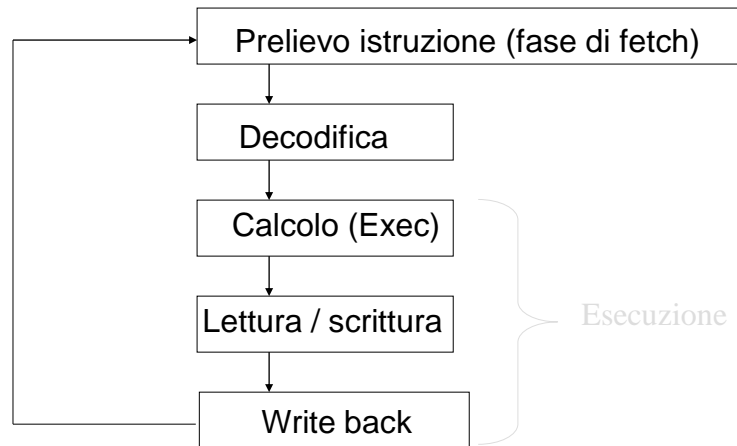 Prelievo istruzione (fase di fetch)
Decodifica
Calcolo (Exec)
Lettura / scrittura
Esecuzione
Write back